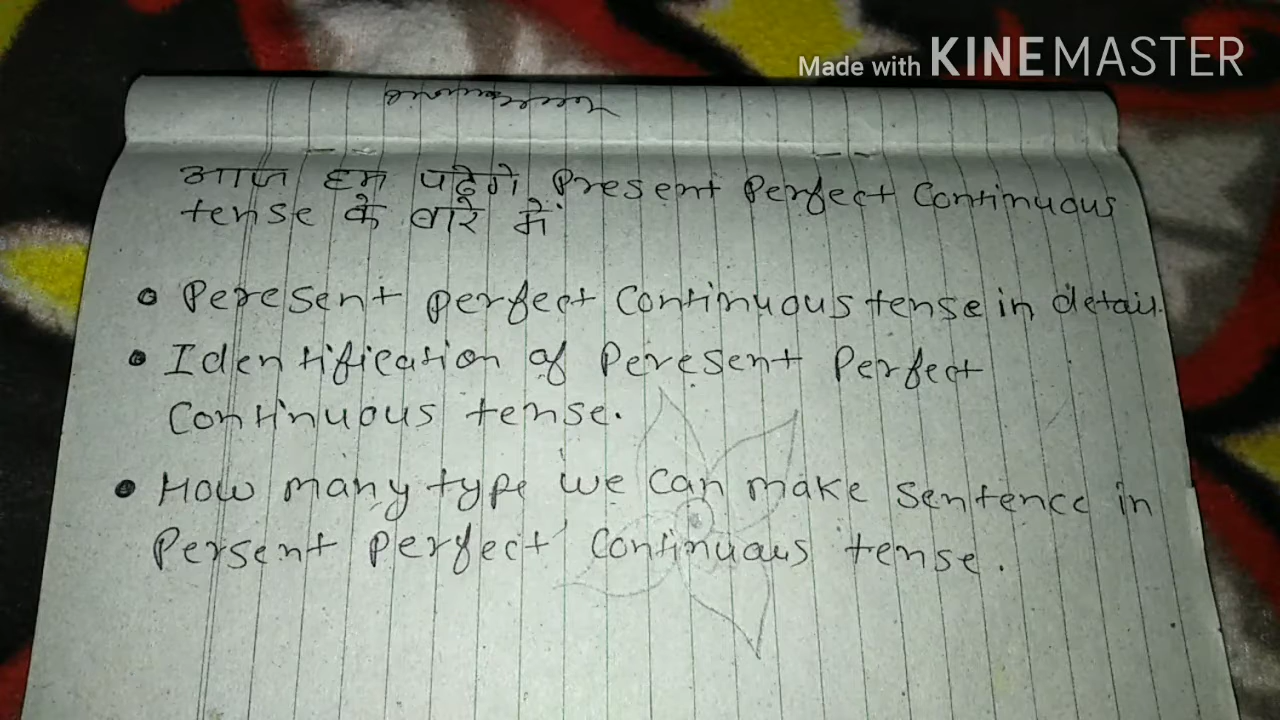 Made with KINEMASTER
आज हम पढेगे Present Perfect Continuous
tense के बारे में
Peresent perfect continuous tense in detail.
Identification of Peresent Perfect
Continuous tense.
How many type we can make sentence in
Persent perfect continuous tense.